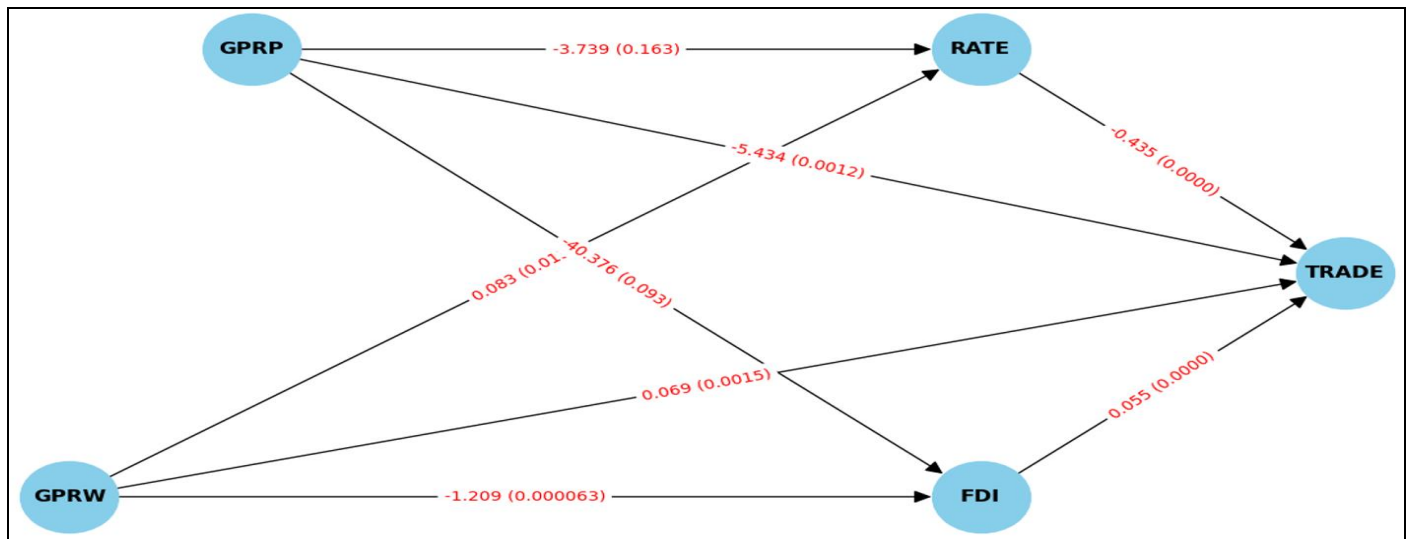 GPRP
-3.739 (0.163)
RATE
-5.434 (0.0012)
-0.435 (0.0000)
0.083 (0.01
-40.376 (0.093)
TRADE
0.069 (0.0015)
0.055 (0.0000)
GPRW
-1.209 (0.000063)
FDI